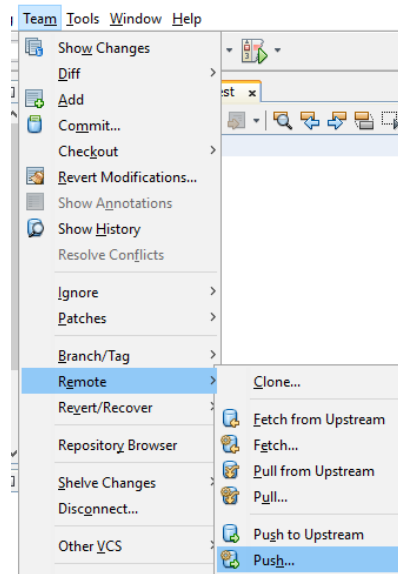 Team Tools Window Help
Show Changes
Diff
est x
Add
Commit...
Checkout
Revert Modifications...
Show Annotations
Show History
Resolve Conflicts
Ignore
Patches
Branch/Tag
Remote
Clone...
Revert/Recover
Fetch from Upstream
Fetch...
Repository Browser
Pull from Upstream
Shelve Changes
Pull...
Disconnect...
Push to Upstream
Other VCS
Push...